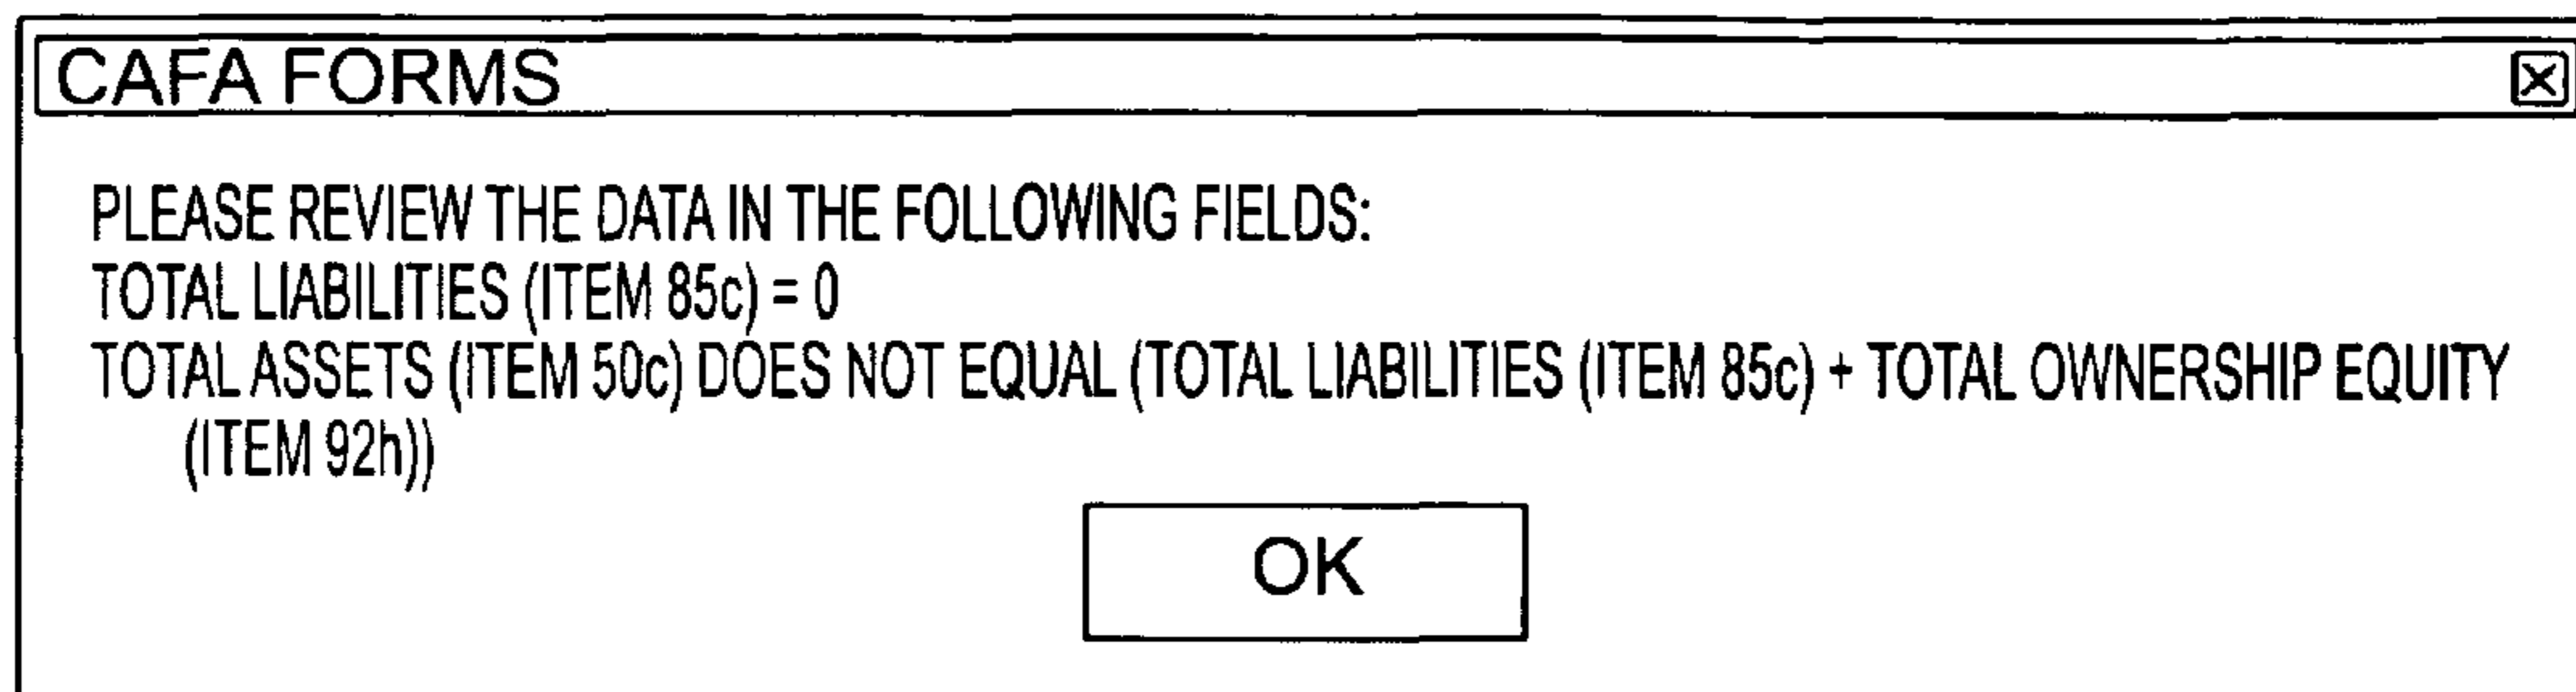 CAFA FORMS
PLEASE REVIEW THE DATA IN THE FOLLOWING FIELDS:
TOTAL LIABILITIES (ITEM 85c) = 0
TOTAL ASSETS (ITEM 50c) DOES NOT EQUAL (TOTAL LIABILITIES (ITEM 85c) + TOTAL OWNERSHIP EQUITY
(ITEM 92h))
OK